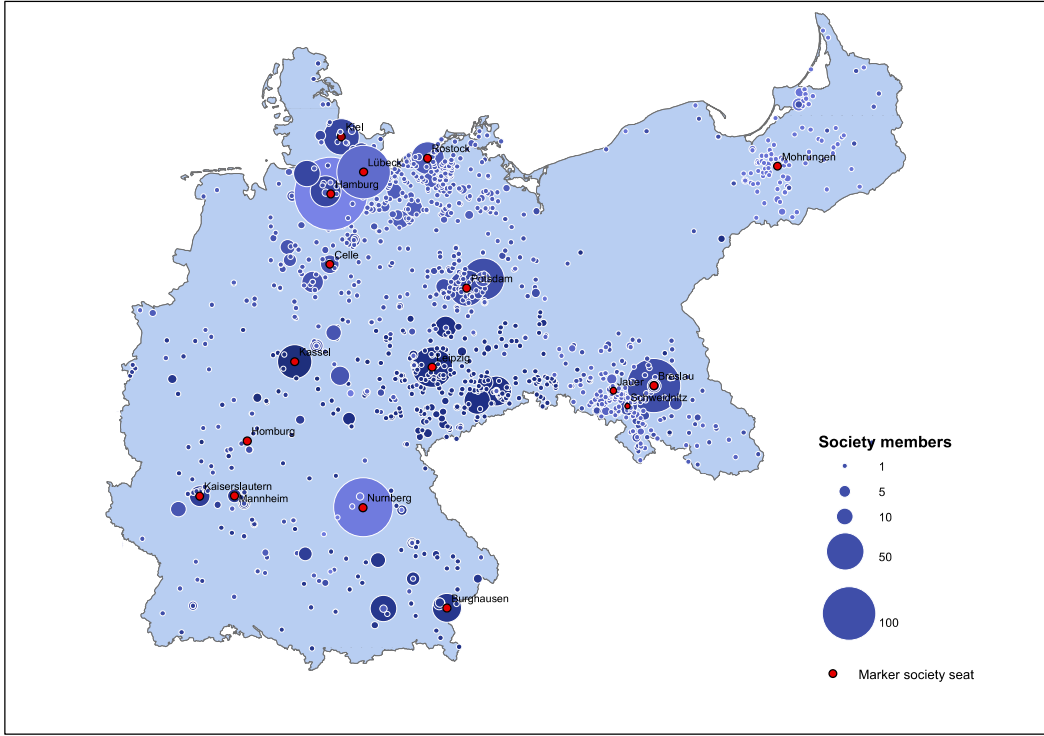 Kiel
Rostock
Lübeck
Mohrungen
Hamburg
Celle
Potsdam
Kassel
Leipzig
Breslau
Jauer
Schweidnitz
Homburg
Kaiserslautern
Mannheim
Nurnberg
Burghausen
Society members
1
5
10
50
100
Marker society seat